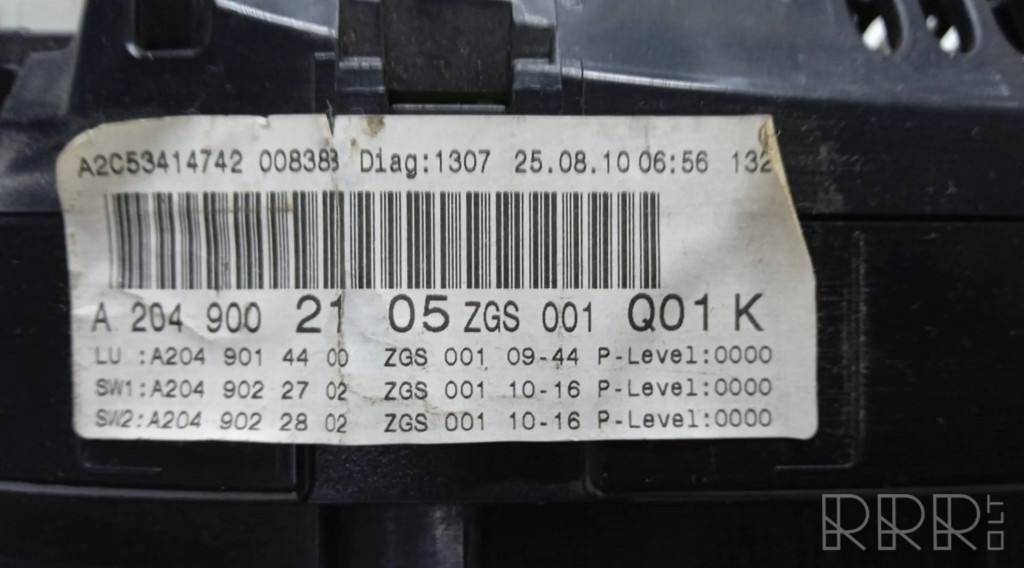 A2C53414742 008388 Diag:1307 25.08.10 06:56 132
A 204 900 21 05 ZGS 001 Q01 K
LU :A204 901 44 00 ZGS 001 09-44 P-Level:0000
SW1:A204 902 27 02 ZGS 001 10-16 P-Level:0000
SW2:A204 902 28 02 ZGS 001 10-16 P-Level:0000
RRR.LT